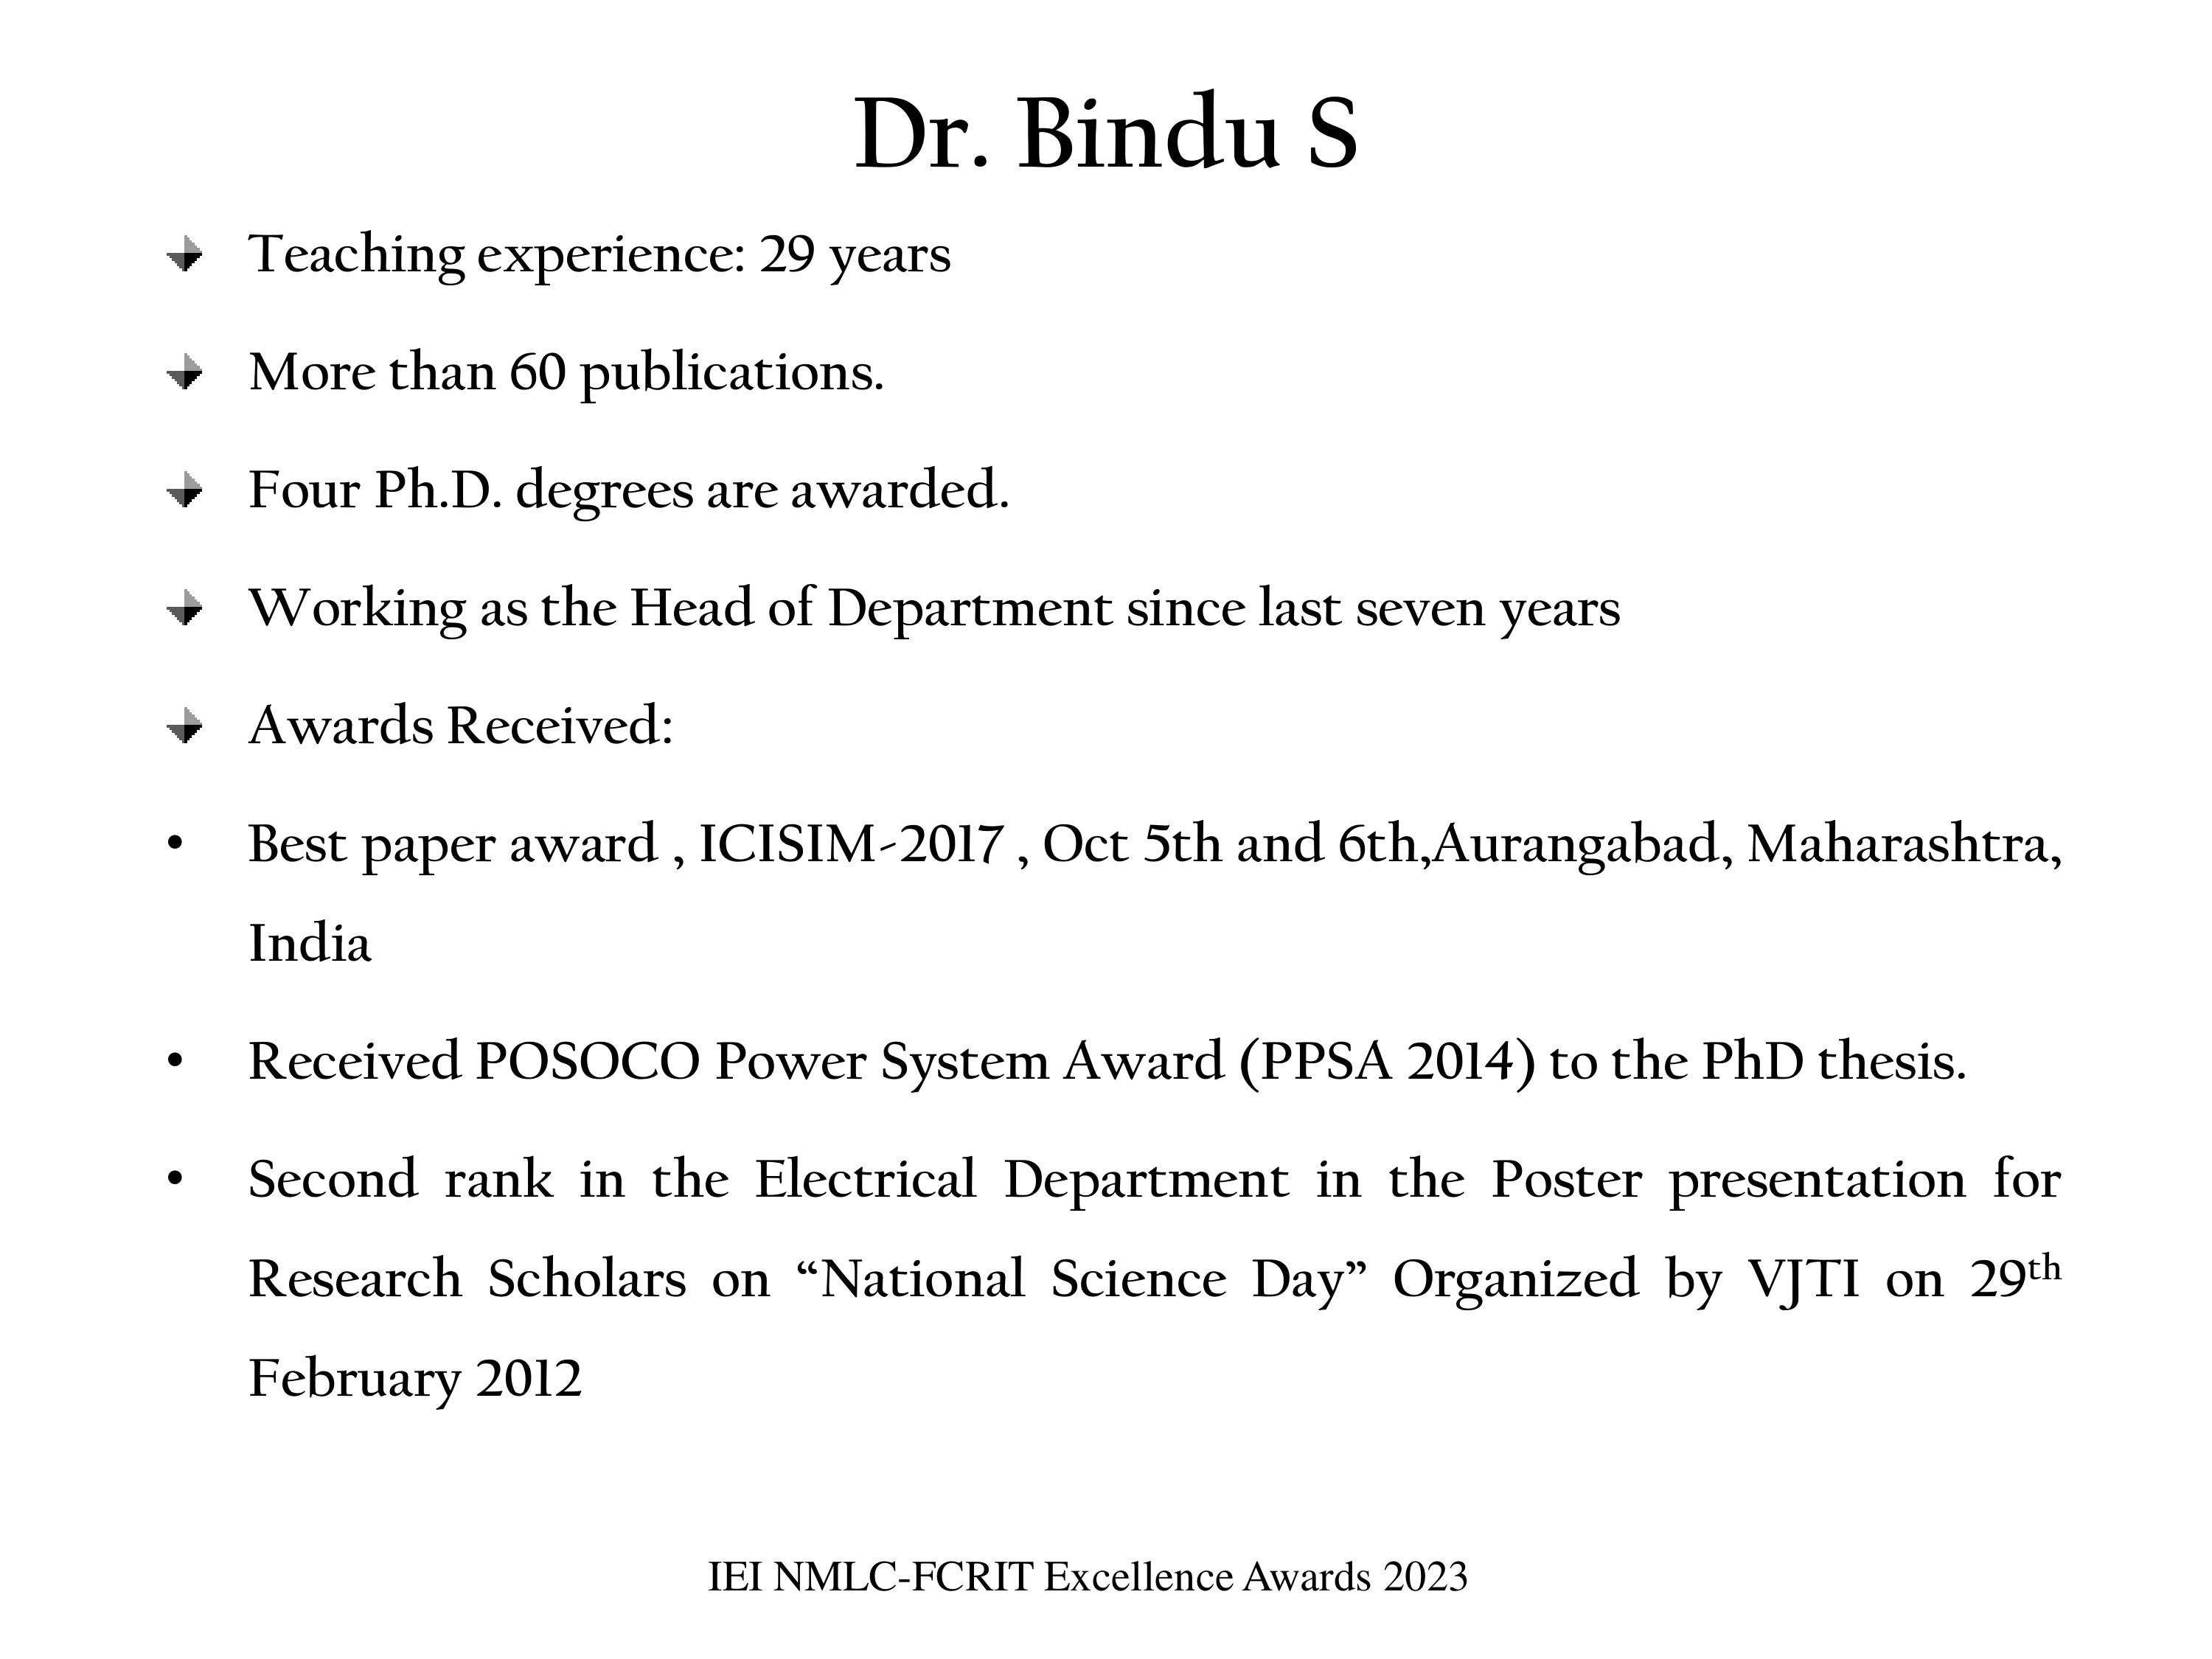 Dr. Bindu S
Teaching experience: 29 years
More than 60 publications.
Four Ph.D. degrees are awarded.
Working as the Head of Department since last seven years
Awards Received:
• Best paper award , ICISIM-2017 , Oct 5th and 6th,Aurangabad, Maharashtra,
India
• Received POSOCO Power System Award (PPSA 2014) to the PhD thesis.
• Second rank in the Electrical Department in the Poster presentation for
Research Scholars on “National Science Day” Organized by VJTI on 29th
February 2012
IEI NMLC-FCRIT Excellence Awards 2023